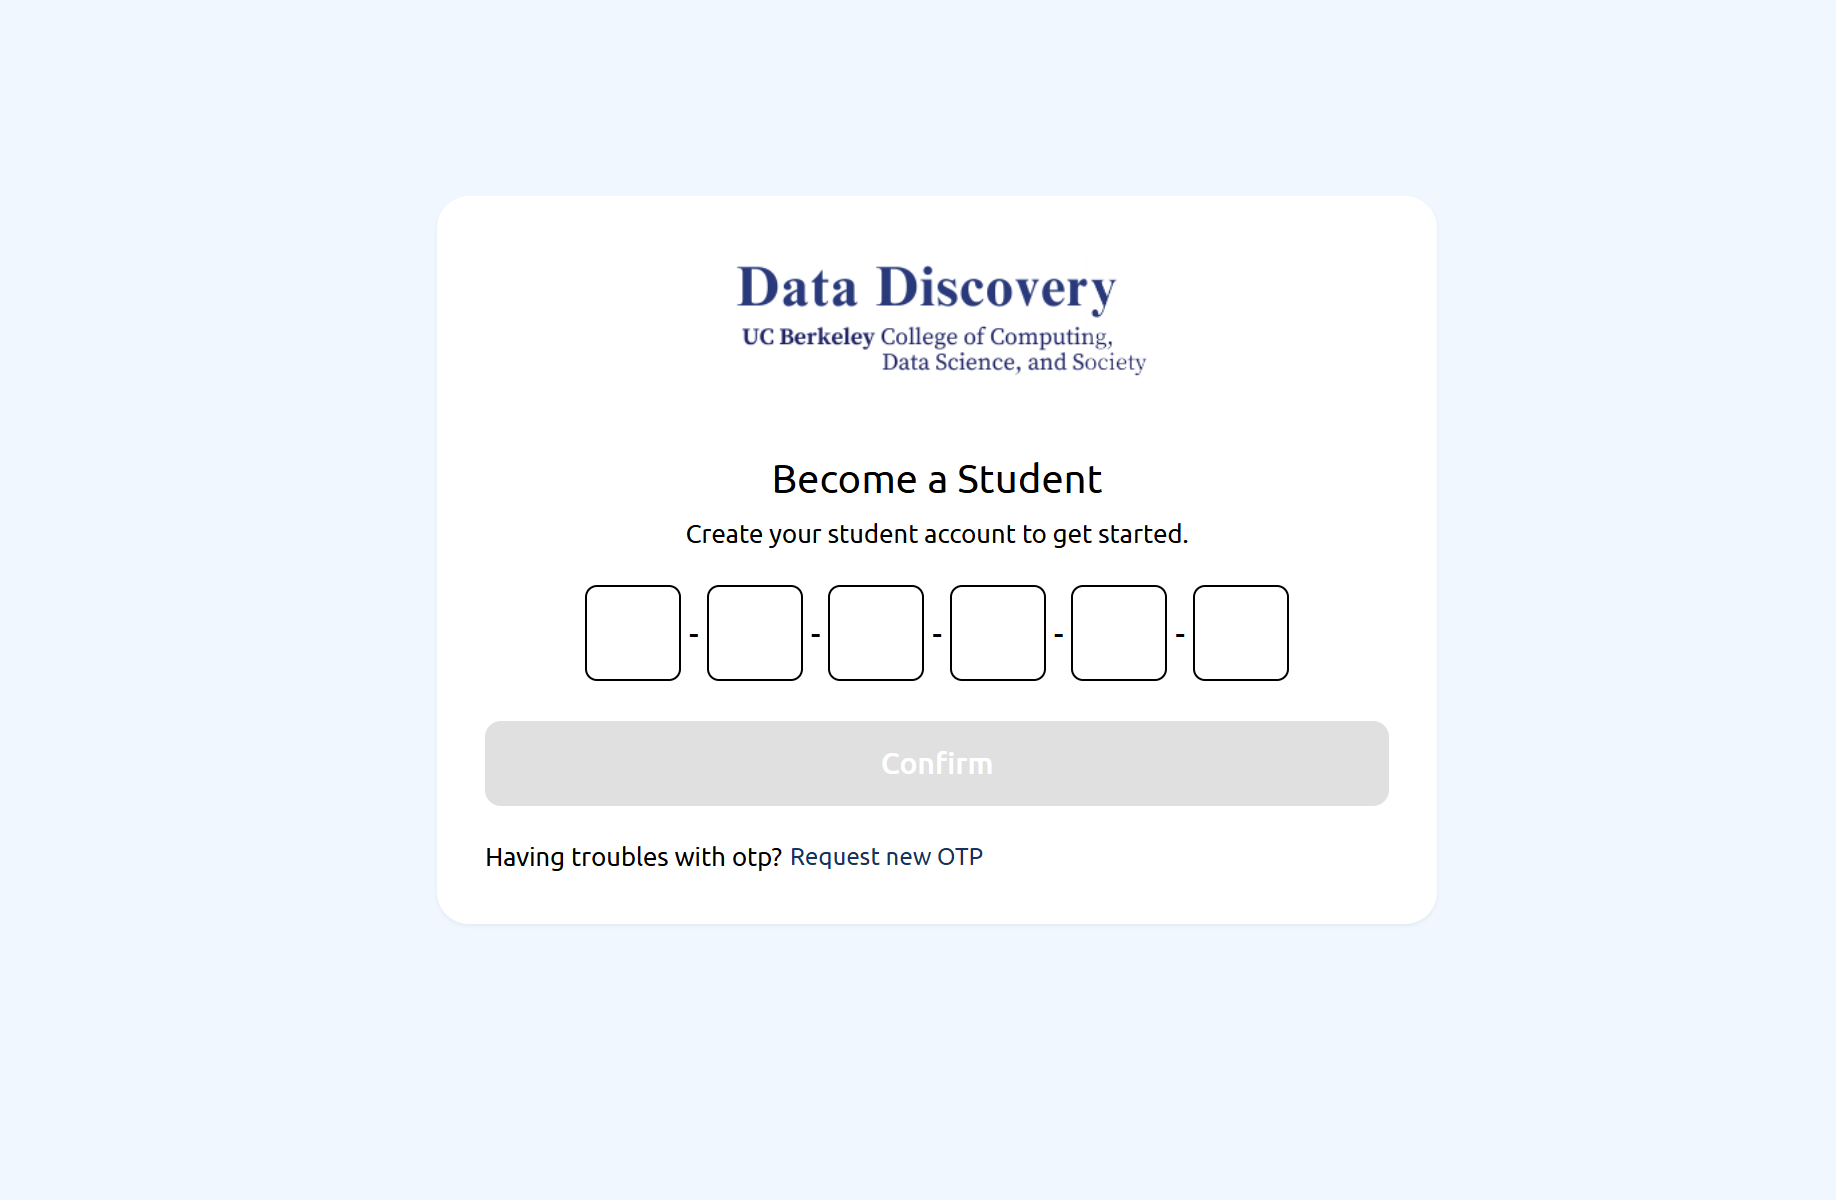 Data Discovery
UC Berkeley College of Computing,
Data Science, and Society
Become a Student
Create your student account to get started.
- - - - -
Confirm
Having troubles with otp? Request new OTP